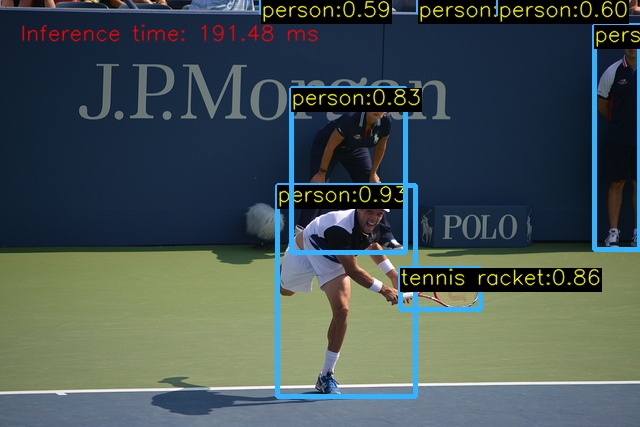 person:0.59
person:
person:0.60
Inference time: 191.48 ms
pers
J.P.Morgan
person:0.83
person:0.93
POLO
tennis racket:0.86